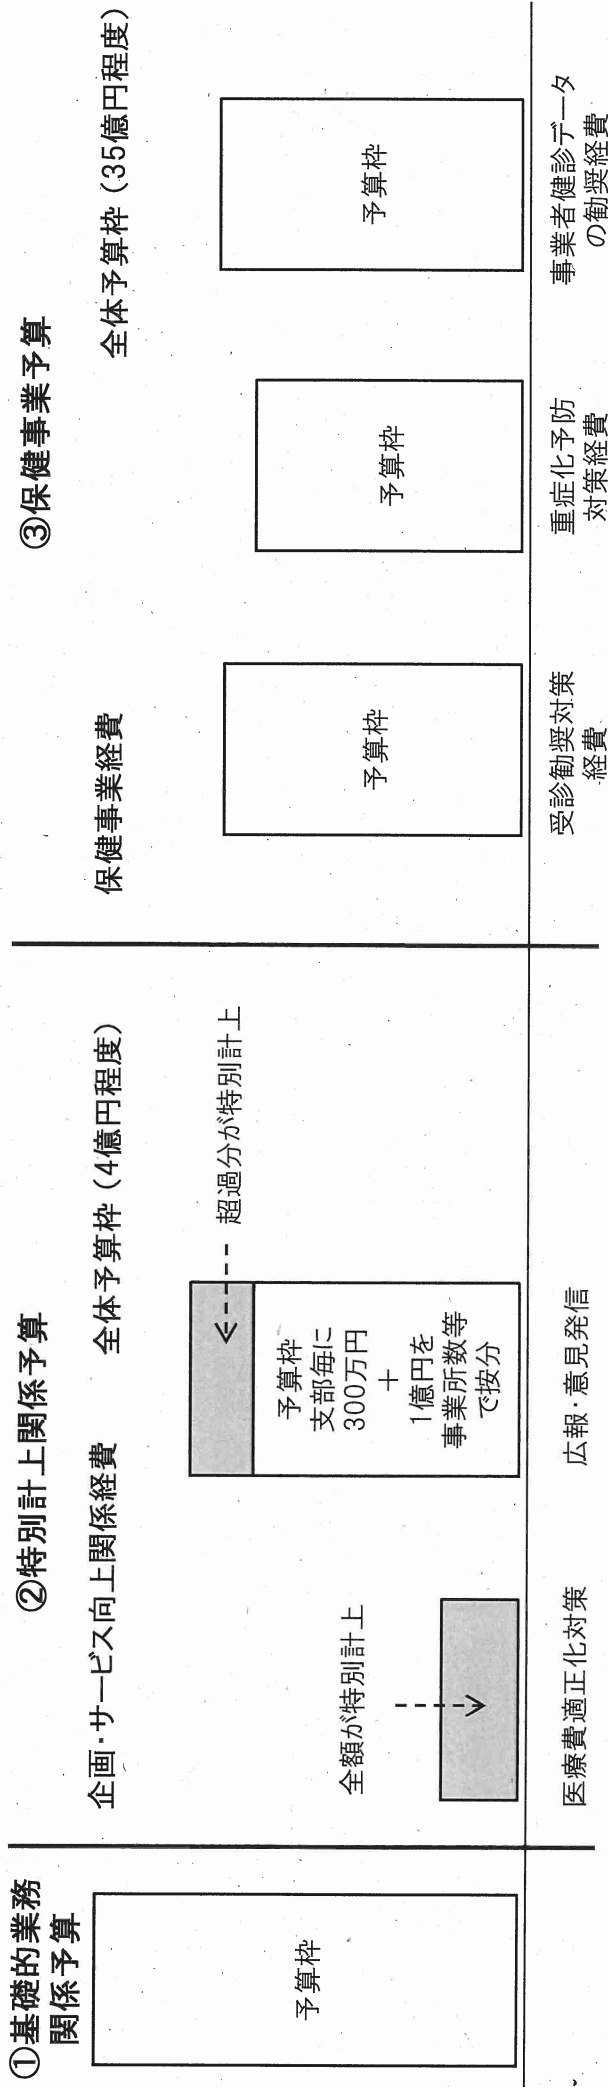 ①基礎的業務
関係予算
予算枠
②特別計上関係予算
企画・サービス向上関係経費
全体予算枠（4億円程度）
全額が特別計上
医療費適正化対策
超過分が特別計上
予算枠
支部毎に
300万円
＋
1億円を
事業所数等
で按分
広報・意見発信
③保健事業予算
保健事業経費
全体予算枠（35億円程度）
予算枠
受診勧奨対策
経費
予算枠
重症化予防
対策経費
予算枠
事業者健診データ
の勧奨経費